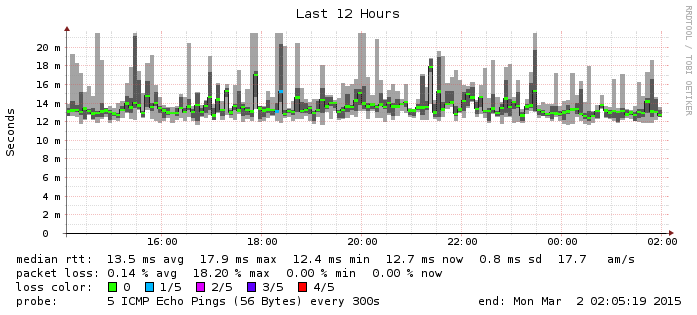 Last 12 Hours
RRDTOOL / TOBI OETIKER
Seconds
20 m
18 m
16 m
14 m
12 m
10 m
8 m
6 m
4 m
2 m
0
16:00 18:00 20:00 22:00 00:00 02:00
median rtt: 13.5 ms avg 17.9 ms max 12.4 ms min 12.7 ms now 0.8 ms sd 17.7 am/s
packet loss: 0.14 % avg 18.20 % max 0.00 % min 0.00 % now
loss color: 0 1/5 2/5 3/5 4/5
probe: 5 ICMP Echo Pings (56 Bytes) every 300s end: Mon Mar 2 02:05:19 2015